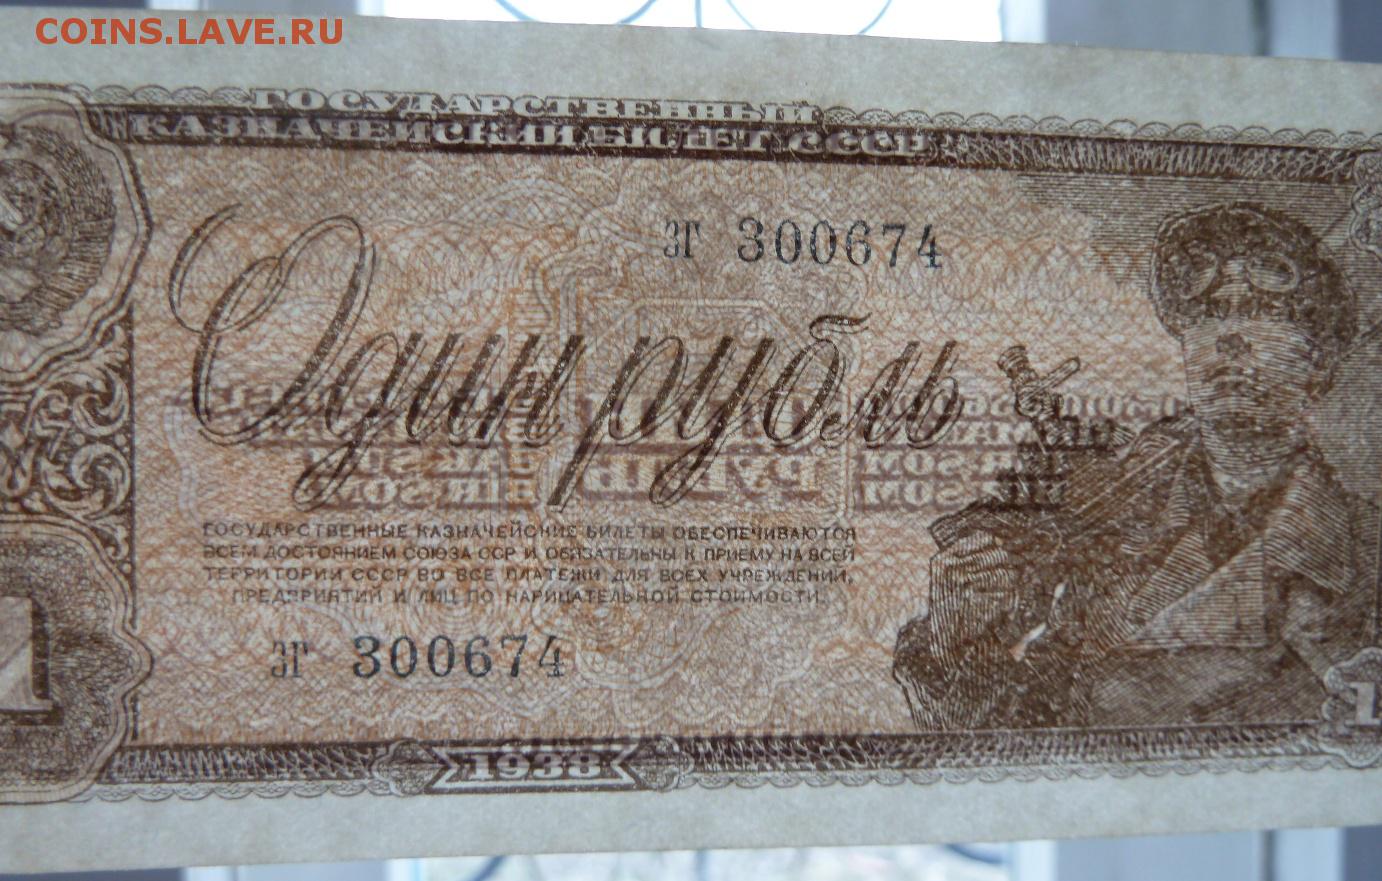 COINS.LAVE.RU
ГОСУДАРСТВЕННЫЙ
КАЗНАЧЕЙСКИЙ БИЛЕТ СССР
ЗГ 300674
Один рубль
ГОСУДАРСТВЕННЫЕ КАЗНАЧЕЙСКИЕ БИЛЕТЫ ОБЕСПЕЧИВАЮТСЯ
ВСЕМ ДОСТОЯНИЕМ СОЮЗА ССР И ОБЯЗАТЕЛЬНЫ К ПРИЕМУ НА ВСЕЙ
ТЕРРИТОРИИ СССР ВО ВСЕ ПЛАТЕЖИ ДЛЯ ВСЕХ УЧРЕЖДЕНИЙ,
ПРЕДПРИЯТИЙ И ЛИЦ ПО НАРИЦАТЕЛЬНОЙ СТОИМОСТИ.
ЗГ 300674
1
1
1938